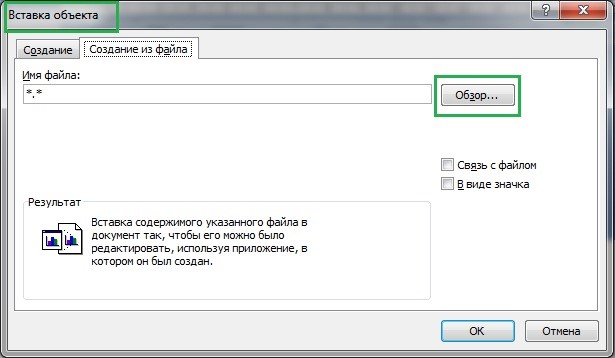 Вставка объекта
Создание
Создание из файла
Имя файла:
*.*
Обзор...
Связь с файлом
В виде значка
Результат
Вставка содержимого указанного файла в
документ так, чтобы его можно было
редактировать, используя приложение, в
котором он был создан.
ОК
Отмена